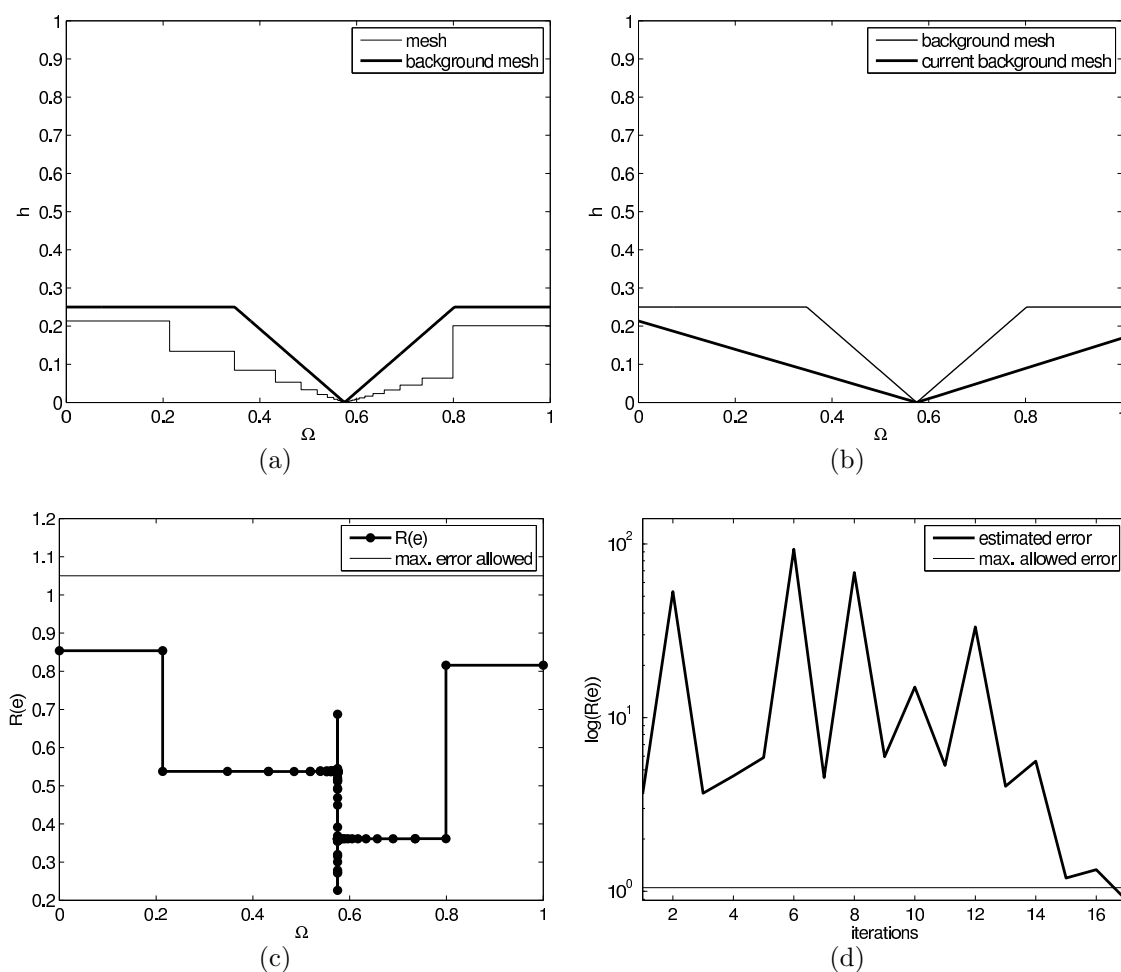 1
0.9
0.8
0.7
0.6
0.5
0.4
0.3
0.2
0.1
0
h
mesh
background mesh
0 0.2 0.4 0.6 0.8 1
Ω
(a)
1
0.9
0.8
0.7
0.6
0.5
0.4
0.3
0.2
0.1
0
h
background mesh
current background mesh
0 0.2 0.4 0.6 0.8 1
Ω
(b)
1.2
1.1
1
0.9
0.8
0.7
0.6
0.5
0.4
0.3
0.2
R(e)
R(e)
max. error allowed
0 0.2 0.4 0.6 0.8 1
Ω
(c)
10²
10¹
10⁰
log(R(e))
estimated error
max. allowed error
2 4 6 8 10 12 14 16
iterations
(d)